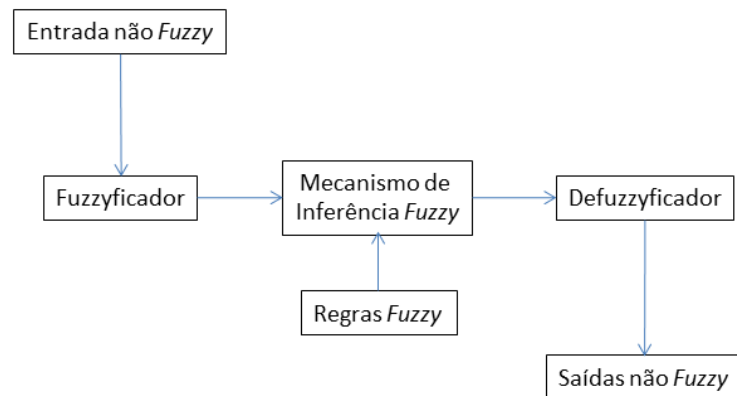 Entrada não Fuzzy
Fuzzyficador
Mecanismo de
Inferência Fuzzy
Defuzzyficador
Regras Fuzzy
Saídas não Fuzzy